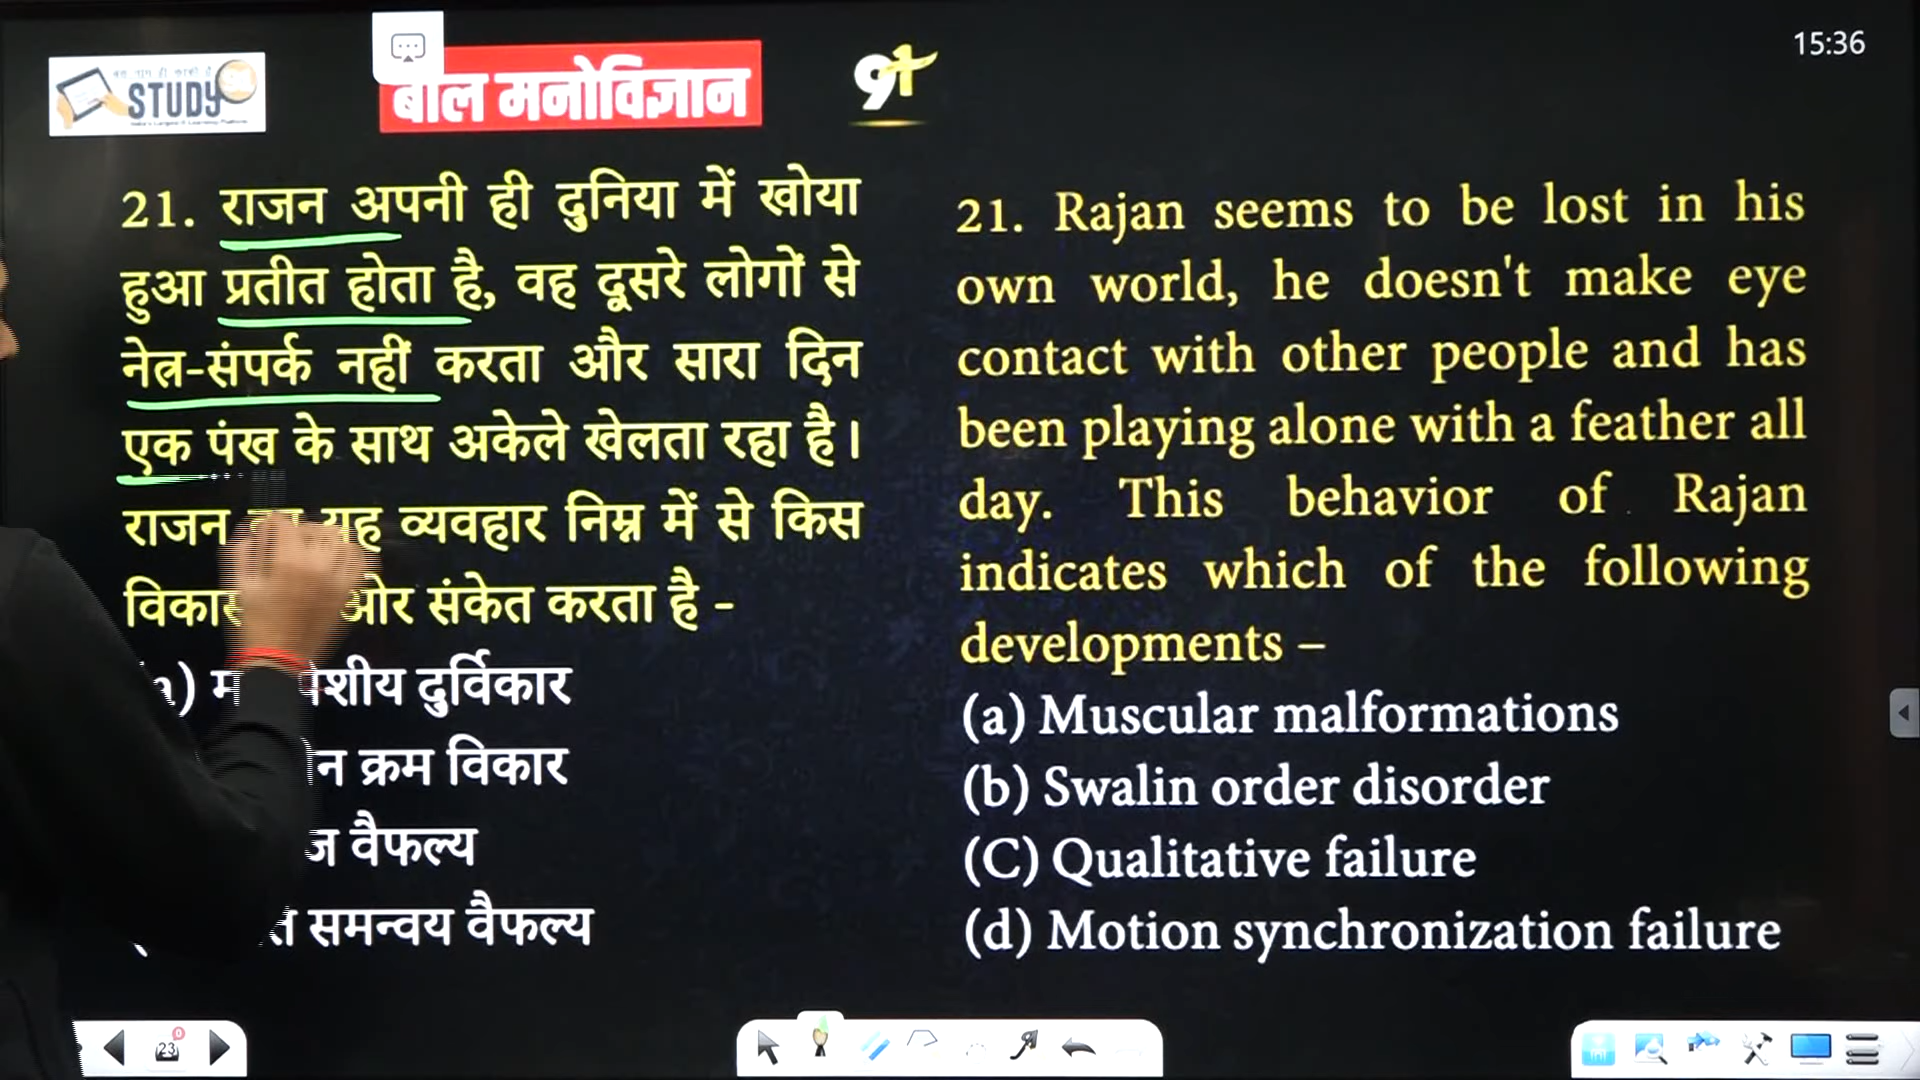 15:36
STUDY
बाल मनोविज्ञान
21. राजन अपनी ही दुनिया में खोया
हुआ प्रतीत होता है, वह दूसरे लोगों से
नेत्र-संपर्क नहीं करता और सारा दिन
एक पंख के साथ अकेले खेलता रहा है।
राजन यह व्यवहार निम्न में से किस
ओर संकेत करता है -
दुर्विकार
क्रम विकार
वैफल्य
समन्वय वैफल्य
21. Rajan seems to be lost in his
own world, he doesn't make eye
contact with other people and has
been playing alone with a feather all
day. This behavior of Rajan
indicates which of the following
developments –
(a) Muscular malformations
(b) Swalin order disorder
(C) Qualitative failure
(d) Motion synchronization failure
23